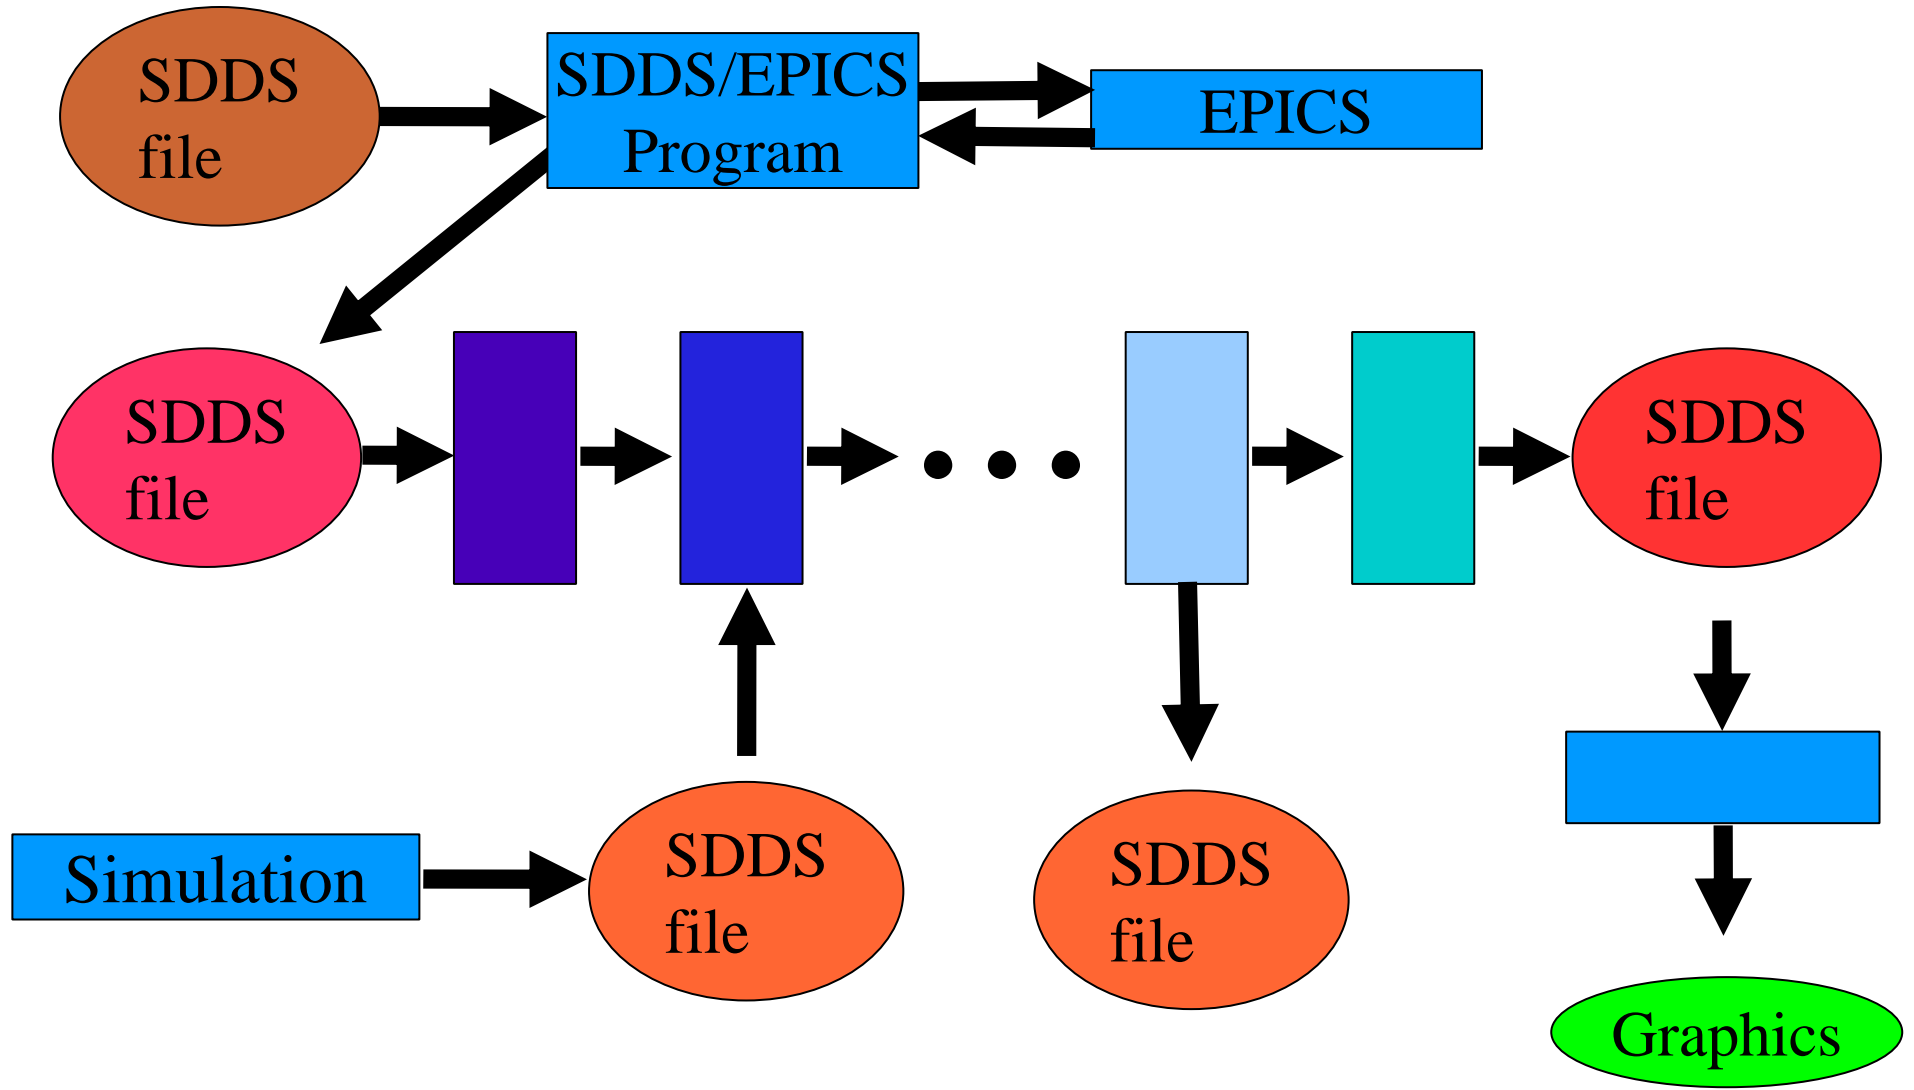 SDDS
file
SDDS/EPICS
Program
EPICS
SDDS
file
SDDS
file
Simulation
SDDS
file
SDDS
file
Graphics